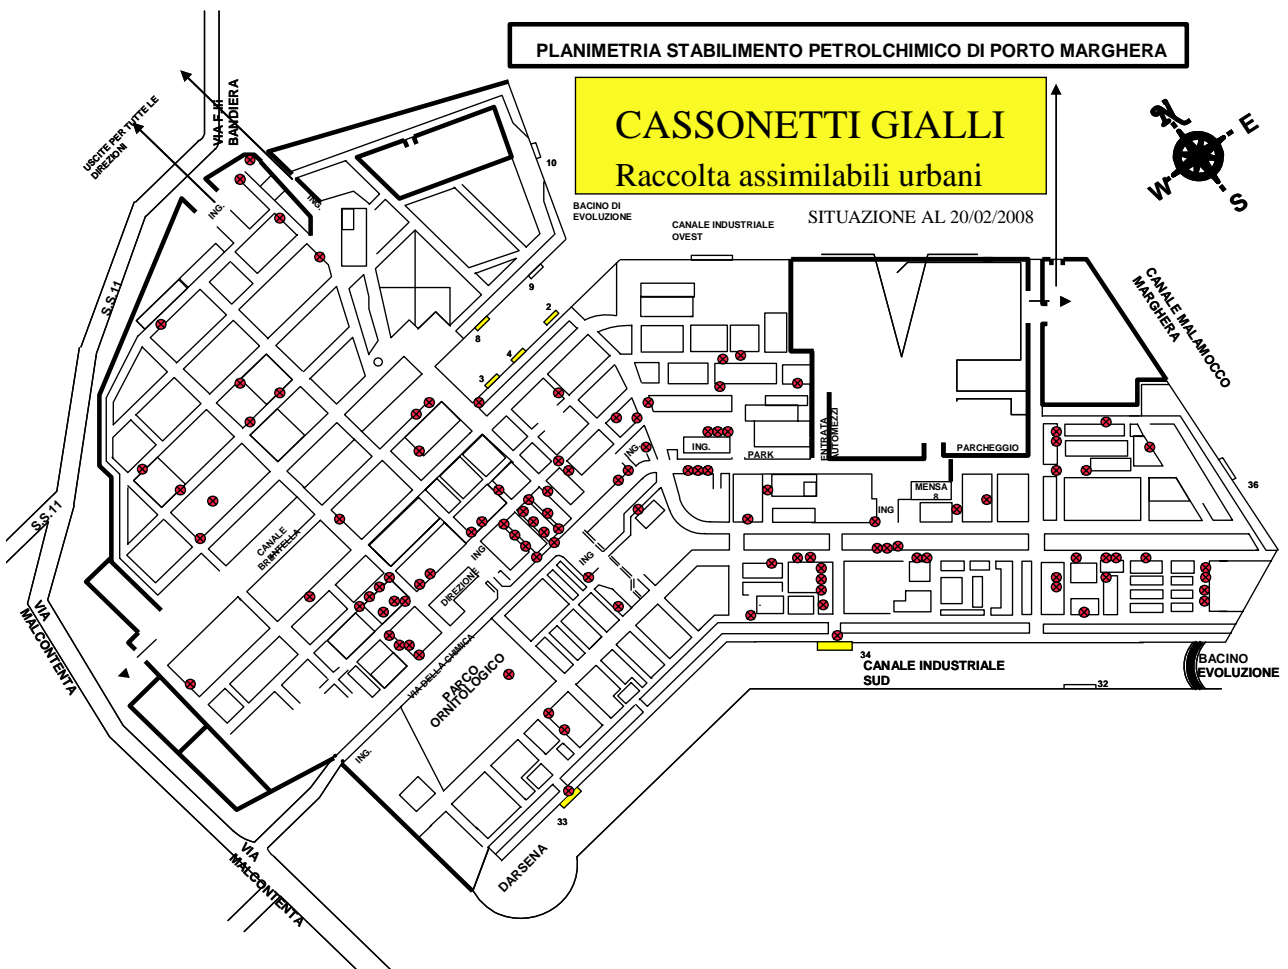 PLANIMETRIA STABILIMENTO PETROLCHIMICO DI PORTO MARGHERA
CASSONETTI GIALLI
Raccolta assimilabili urbani
SITUAZIONE AL 20/02/2008
N
E
W
S
USCITE PER TUTTE LE
DIREZIONI
VIA F.lli
BANDIERA
ING.
ING.
10
BACINO DI
EVOLUZIONE
CANALE INDUSTRIALE
OVEST
9
2
8
4
3
S.S.11
S.S. 11
CANALE MALAMOCCO
MARGHERA
ENTRATA
AUTOMEZZI
ING.
ING.
PARK
PARCHEGGIO
MENSA
8
ING
36
CANALE
BRENTELLA
ING
ING
DIREZIONE
VIA DELLA CHIMICA
PARCO
ORNITOLOGICO
VIA
MALCONTENTA
ING.
34
CANALE INDUSTRIALE
SUD
32
BACINO
EVOLUZIONE
33
DARSENA
VIA
MALCONTENTA